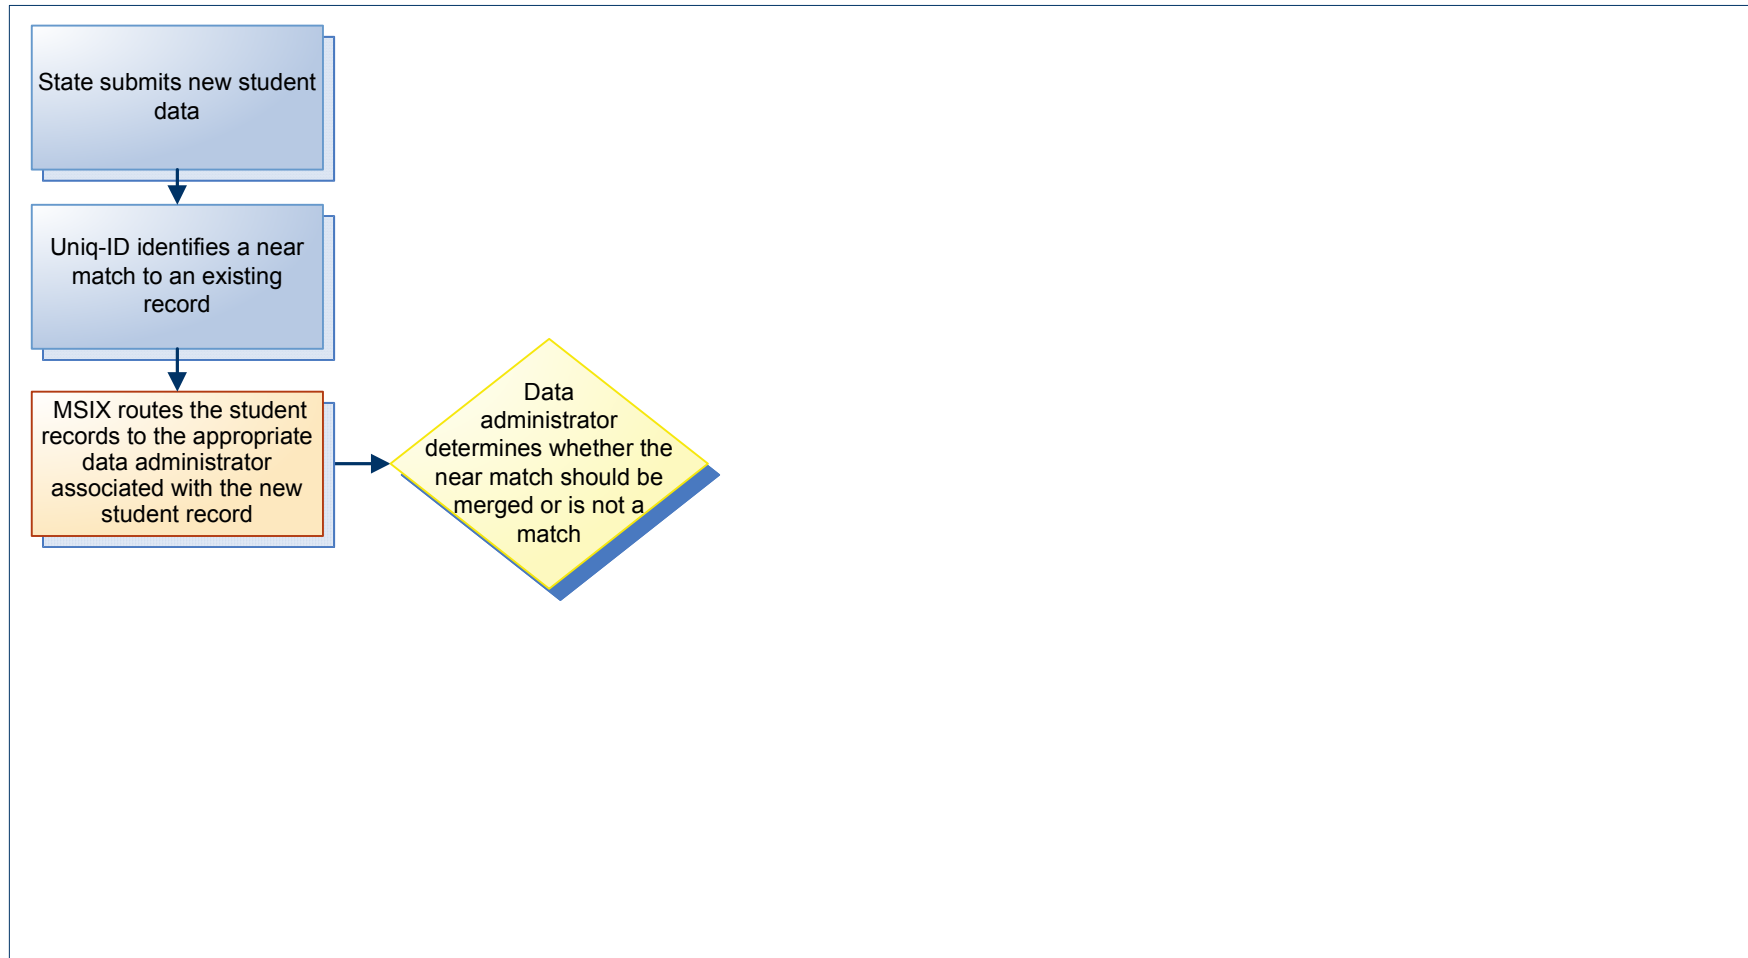 State submits new student
data
Uniq-ID identifies a near
match to an existing
record
MSIX routes the student
records to the appropriate
data administrator
associated with the new
student record
Data
administrator
determines whether the
near match should be
merged or is not a
match